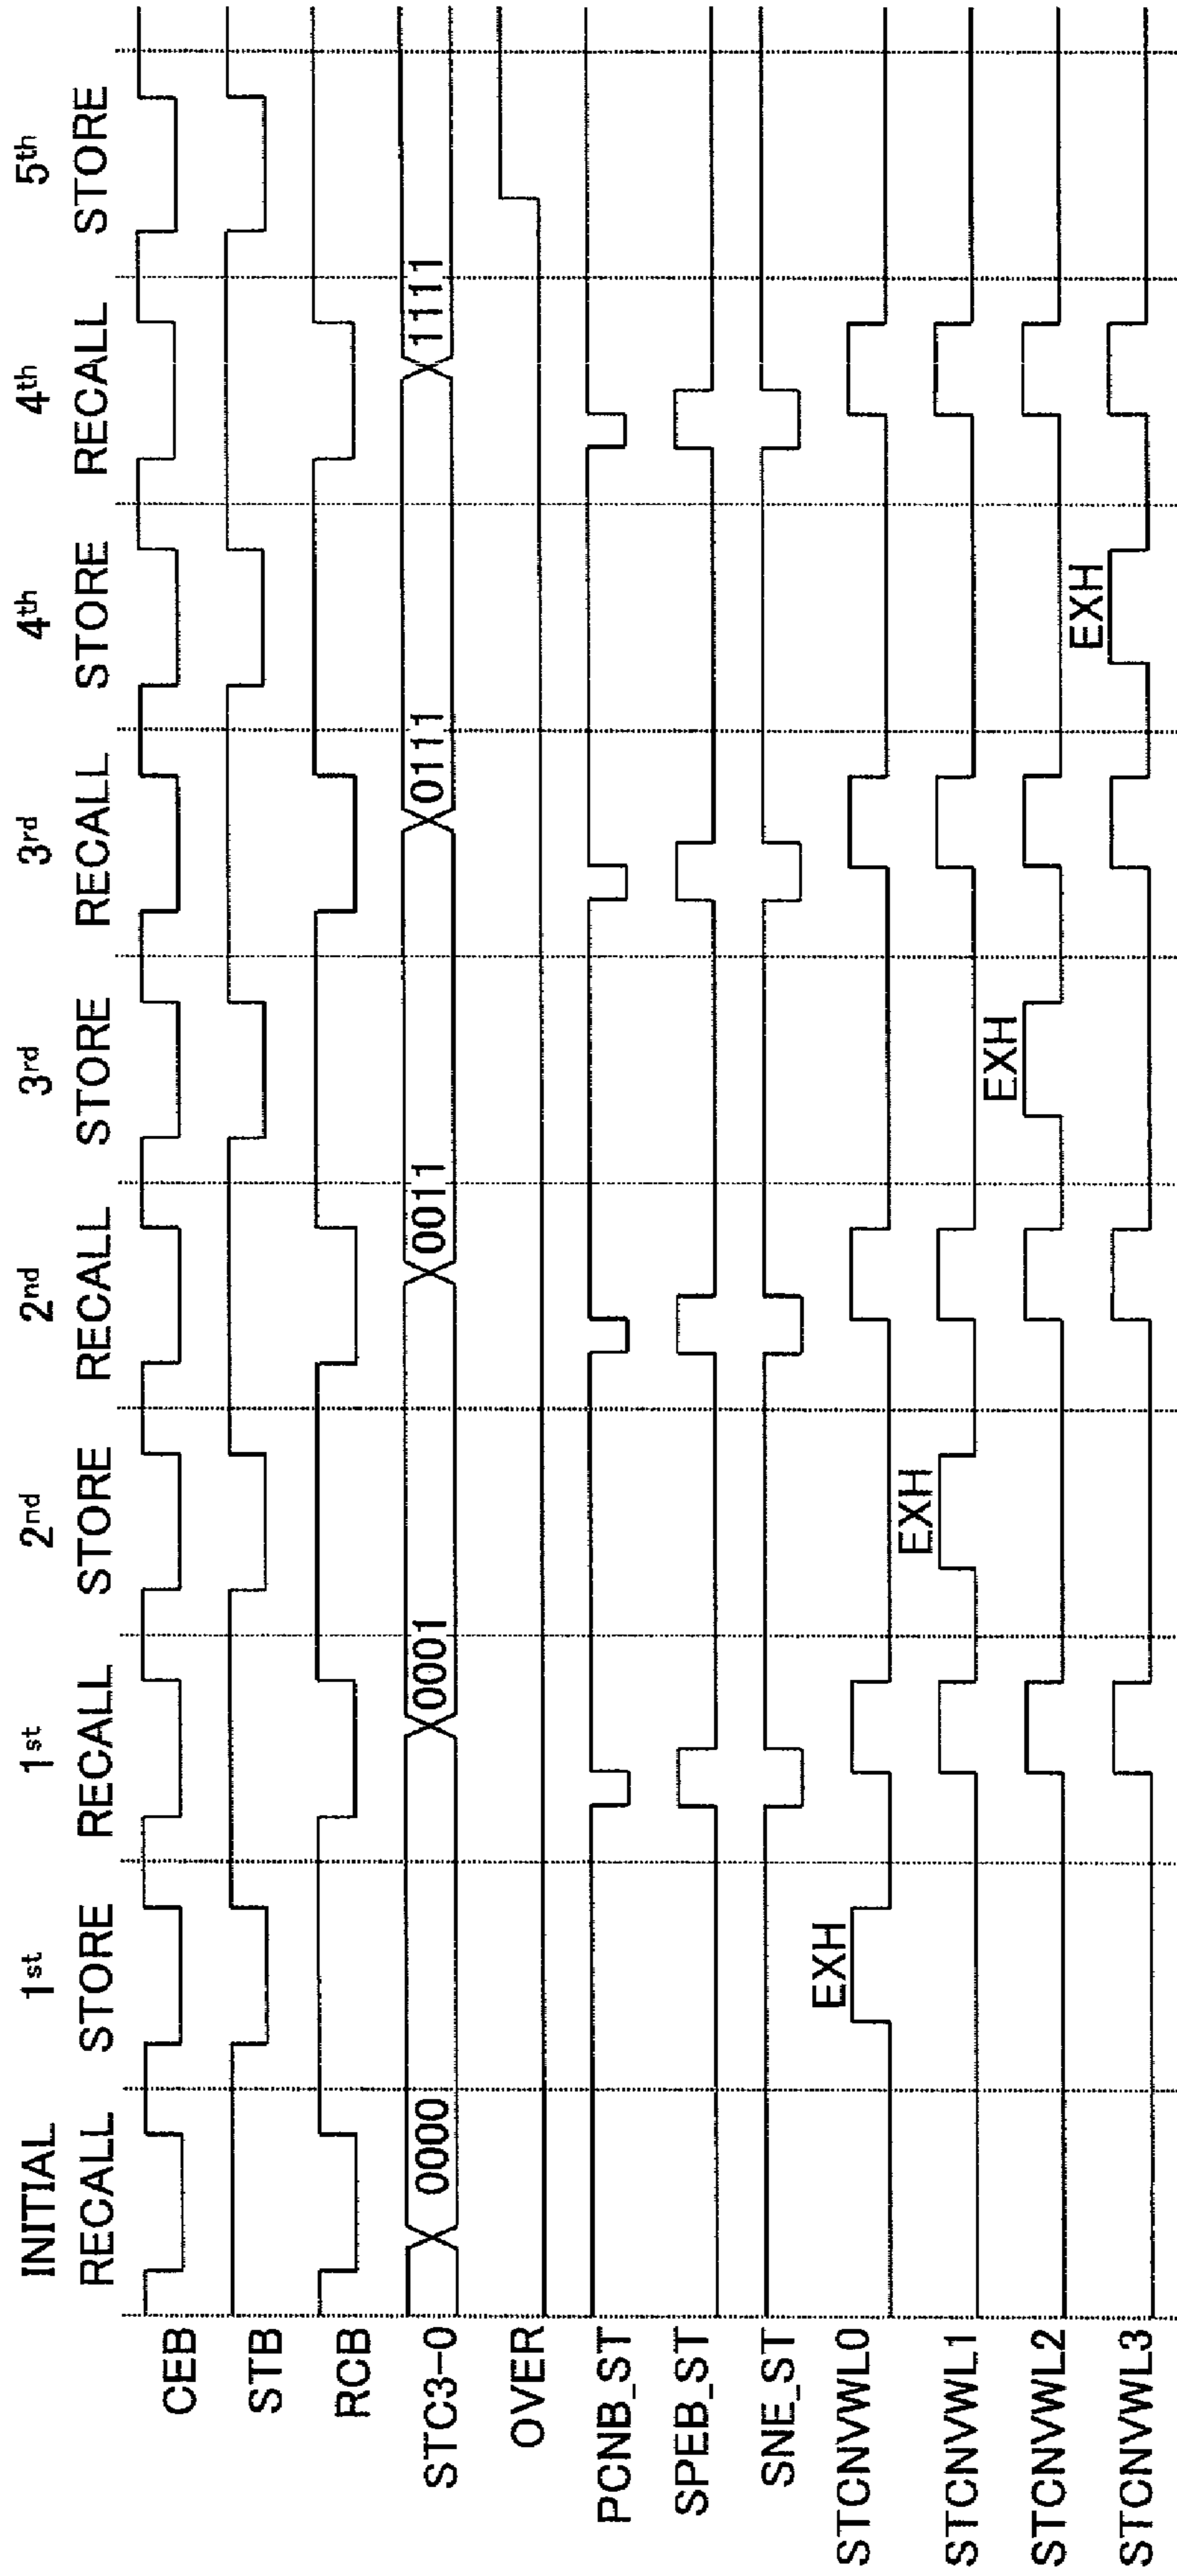 INITIAL
RECALL
1st
STORE
1st
RECALL
2nd
STORE
2nd
RECALL
3rd
STORE
3rd
RECALL
4th
STORE
4th
RECALL
5th
STORE
CEB
STB
RCB
STC3-0
0000
0001
0011
0111
1111
OVER
PCNB_ST
SPEB_ST
SNE_ST
STCNVWL0
EXH
STCNVWL1
EXH
STCNVWL2
EXH
STCNVWL3
EXH